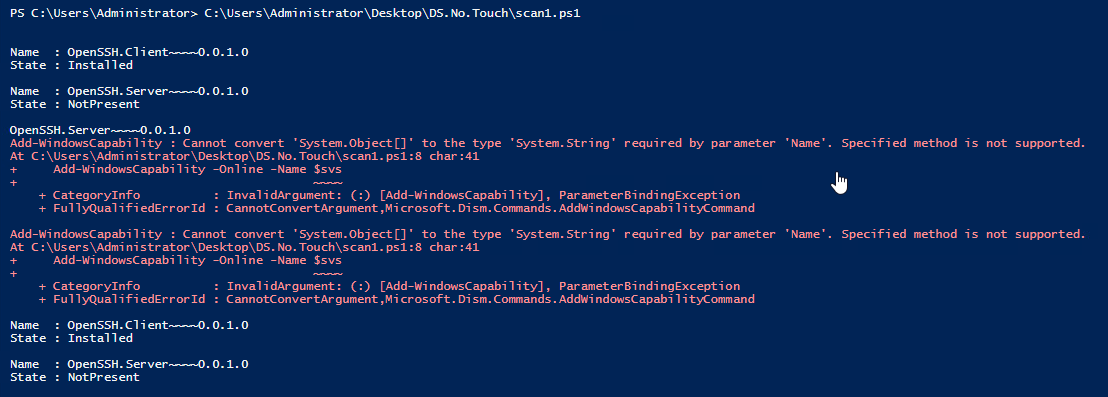 PS C:\Users\Administrator> C:\Users\Administrator\Desktop\DS.No.Touch\scan1.ps1
Name  : OpenSSH.Client~~~~0.0.1.0
State : Installed
Name  : OpenSSH.Server~~~~0.0.1.0
State : NotPresent
OpenSSH.Server~~~~0.0.1.0
Add-WindowsCapability : Cannot convert 'System.Object[]' to the type 'System.String' required by parameter 'Name'. Specified method is not supported.
At C:\Users\Administrator\Desktop\DS.No.Touch\scan1.ps1:8 char:41
+     Add-WindowsCapability -Online -Name $svs
+                                         ~~~~
    + CategoryInfo          : InvalidArgument: (:) [Add-WindowsCapability], ParameterBindingException
    + FullyQualifiedErrorId : CannotConvertArgument,Microsoft.Dism.Commands.AddWindowsCapabilityCommand
Add-WindowsCapability : Cannot convert 'System.Object[]' to the type 'System.String' required by parameter 'Name'. Specified method is not supported.
At C:\Users\Administrator\Desktop\DS.No.Touch\scan1.ps1:8 char:41
+     Add-WindowsCapability -Online -Name $svs
+                                         ~~~~
    + CategoryInfo          : InvalidArgument: (:) [Add-WindowsCapability], ParameterBindingException
    + FullyQualifiedErrorId : CannotConvertArgument,Microsoft.Dism.Commands.AddWindowsCapabilityCommand
Name  : OpenSSH.Client~~~~0.0.1.0
State : Installed
Name  : OpenSSH.Server~~~~0.0.1.0
State : NotPresent